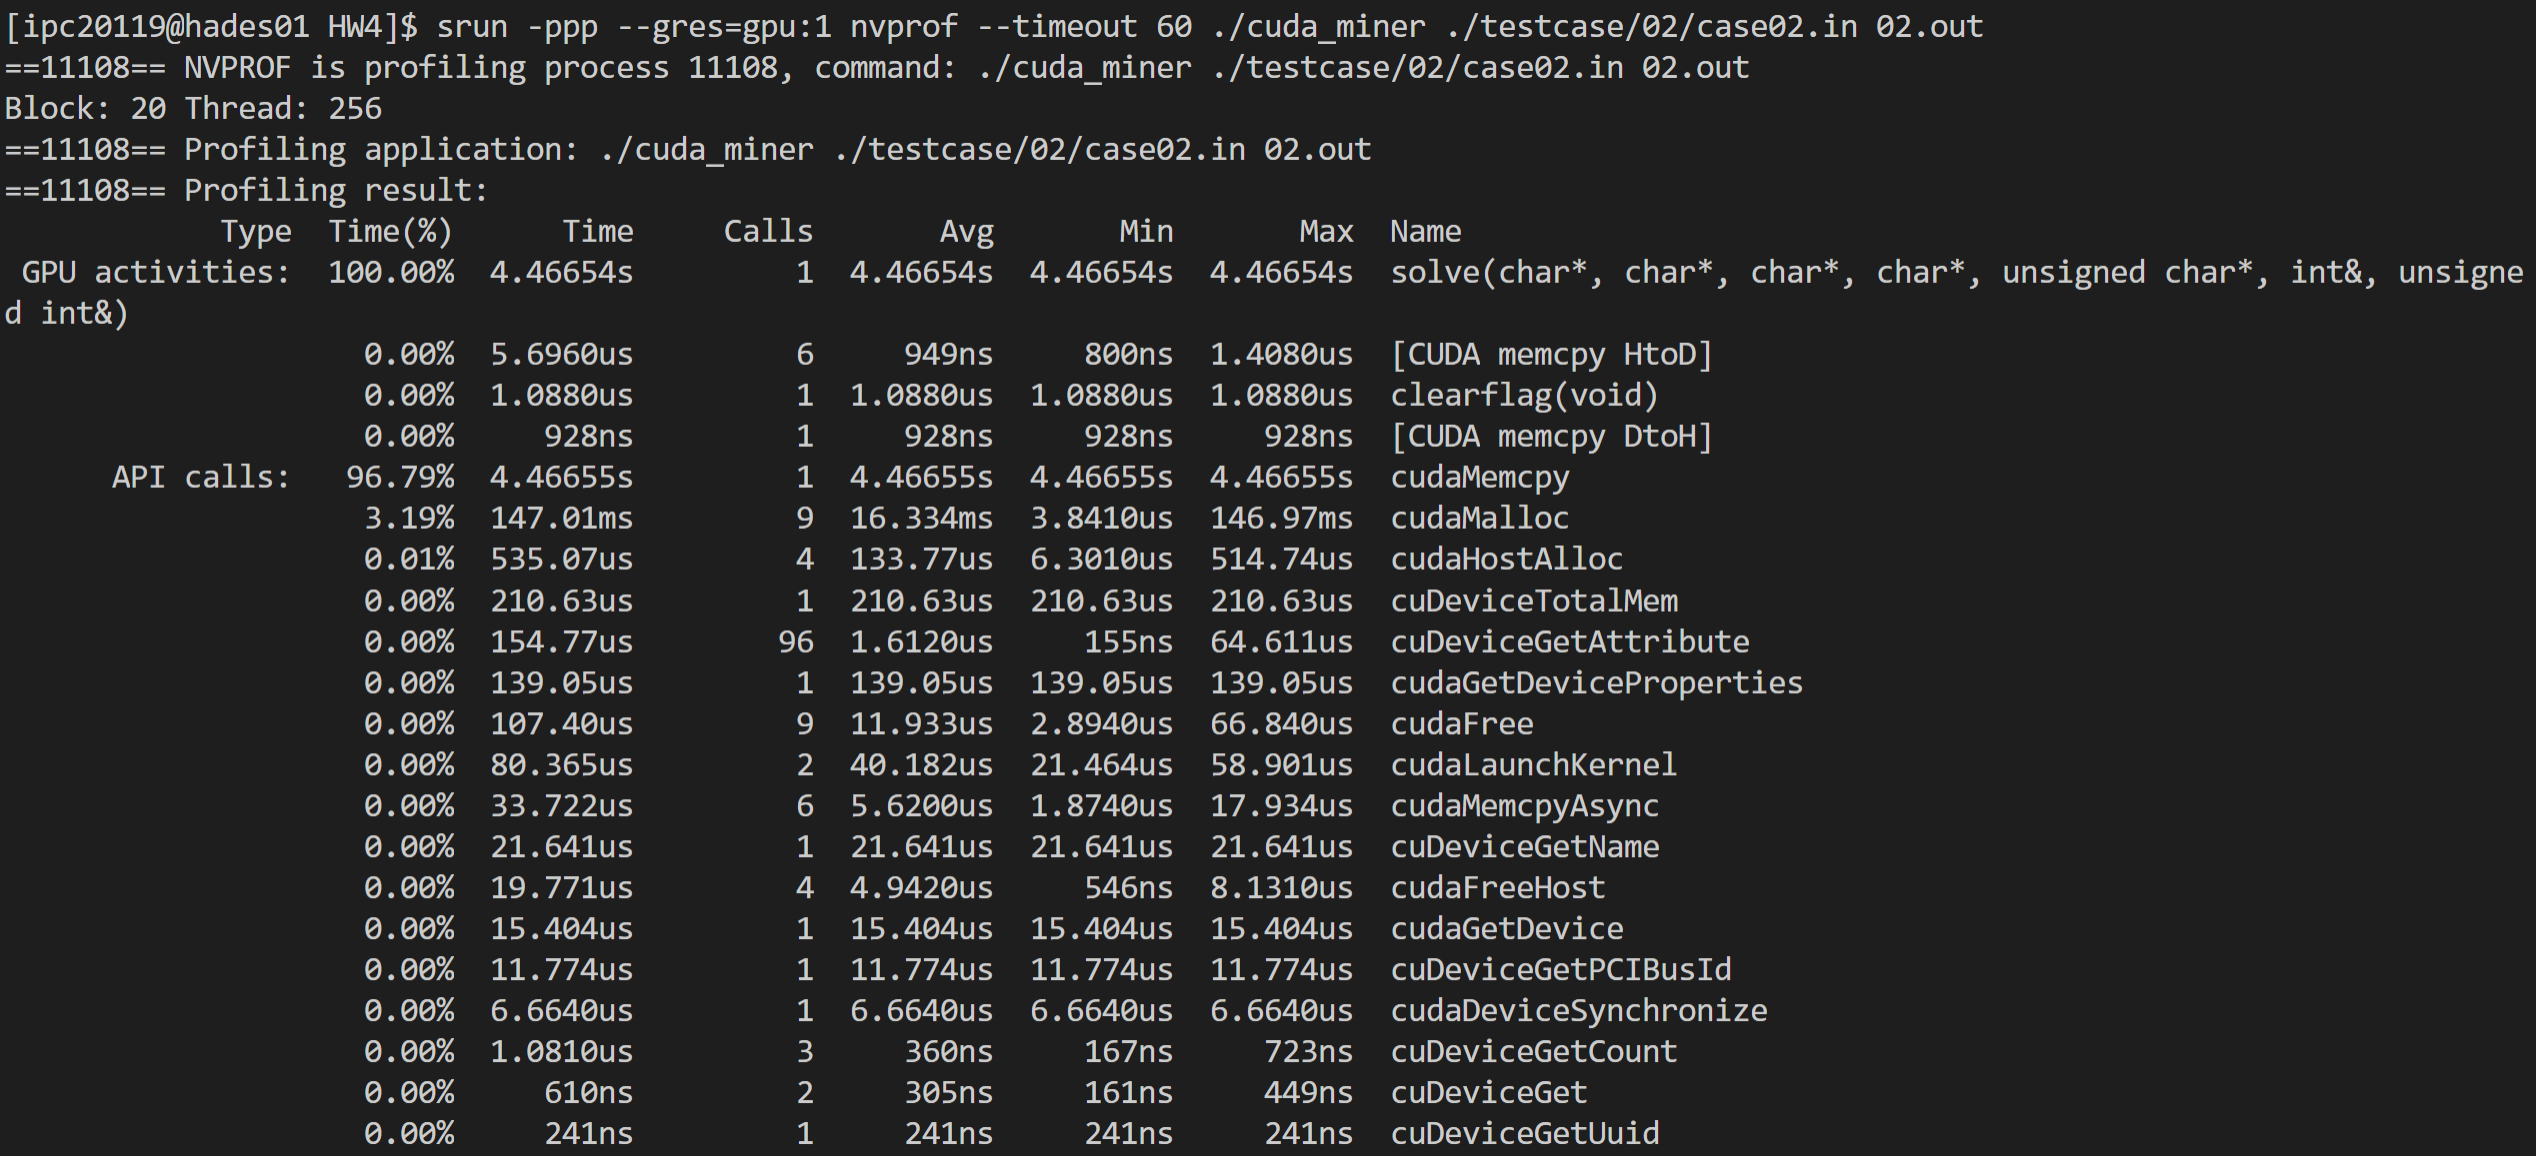 [ipc20119@hades01 HW4]$ srun -ppp --gres=gpu:1 nvprof --timeout 60 ./cuda_miner ./testcase/02/case02.in 02.out
==11108== NVPROF is profiling process 11108, command: ./cuda_miner ./testcase/02/case02.in 02.out
Block: 20 Thread: 256
==11108== Profiling application: ./cuda_miner ./testcase/02/case02.in 02.out
==11108== Profiling result:
            Type  Time(%)      Time     Calls       Avg       Min       Max  Name
 GPU activities:  100.00%  4.46654s         1  4.46654s  4.46654s  4.46654s  solve(char*, char*, char*, char*, unsigned char*, int&, unsigne
d int&)
                    0.00%  5.6960us         6     949ns     800ns  1.4080us  [CUDA memcpy HtoD]
                    0.00%  1.0880us         1  1.0880us  1.0880us  1.0880us  clearflag(void)
                    0.00%     928ns         1     928ns     928ns     928ns  [CUDA memcpy DtoH]
      API calls:   96.79%  4.46655s         1  4.46655s  4.46655s  4.46655s  cudaMemcpy
                    3.19%  147.01ms         9  16.334ms  3.8410us  146.97ms  cudaMalloc
                    0.01%  535.07us         4  133.77us  6.3010us  514.74us  cudaHostAlloc
                    0.00%  210.63us         1  210.63us  210.63us  210.63us  cuDeviceTotalMem
                    0.00%  154.77us        96  1.6120us     155ns  64.611us  cuDeviceGetAttribute
                    0.00%  139.05us         1  139.05us  139.05us  139.05us  cudaGetDeviceProperties
                    0.00%  107.40us         9  11.933us  2.8940us  66.840us  cudaFree
                    0.00%  80.365us         2  40.182us  21.464us  58.901us  cudaLaunchKernel
                    0.00%  33.722us         6  5.6200us  1.8740us  17.934us  cudaMemcpyAsync
                    0.00%  21.641us         1  21.641us  21.641us  21.641us  cuDeviceGetName
                    0.00%  19.771us         4  4.9420us     546ns  8.1310us  cudaFreeHost
                    0.00%  15.404us         1  15.404us  15.404us  15.404us  cudaGetDevice
                    0.00%  11.774us         1  11.774us  11.774us  11.774us  cuDeviceGetPCIBusId
                    0.00%  6.6640us         1  6.6640us  6.6640us  6.6640us  cudaDeviceSynchronize
                    0.00%  1.0810us         3     360ns     167ns     723ns  cuDeviceGetCount
                    0.00%     610ns         2     305ns     161ns     449ns  cuDeviceGet
                    0.00%     241ns         1     241ns     241ns     241ns  cuDeviceGetUuid